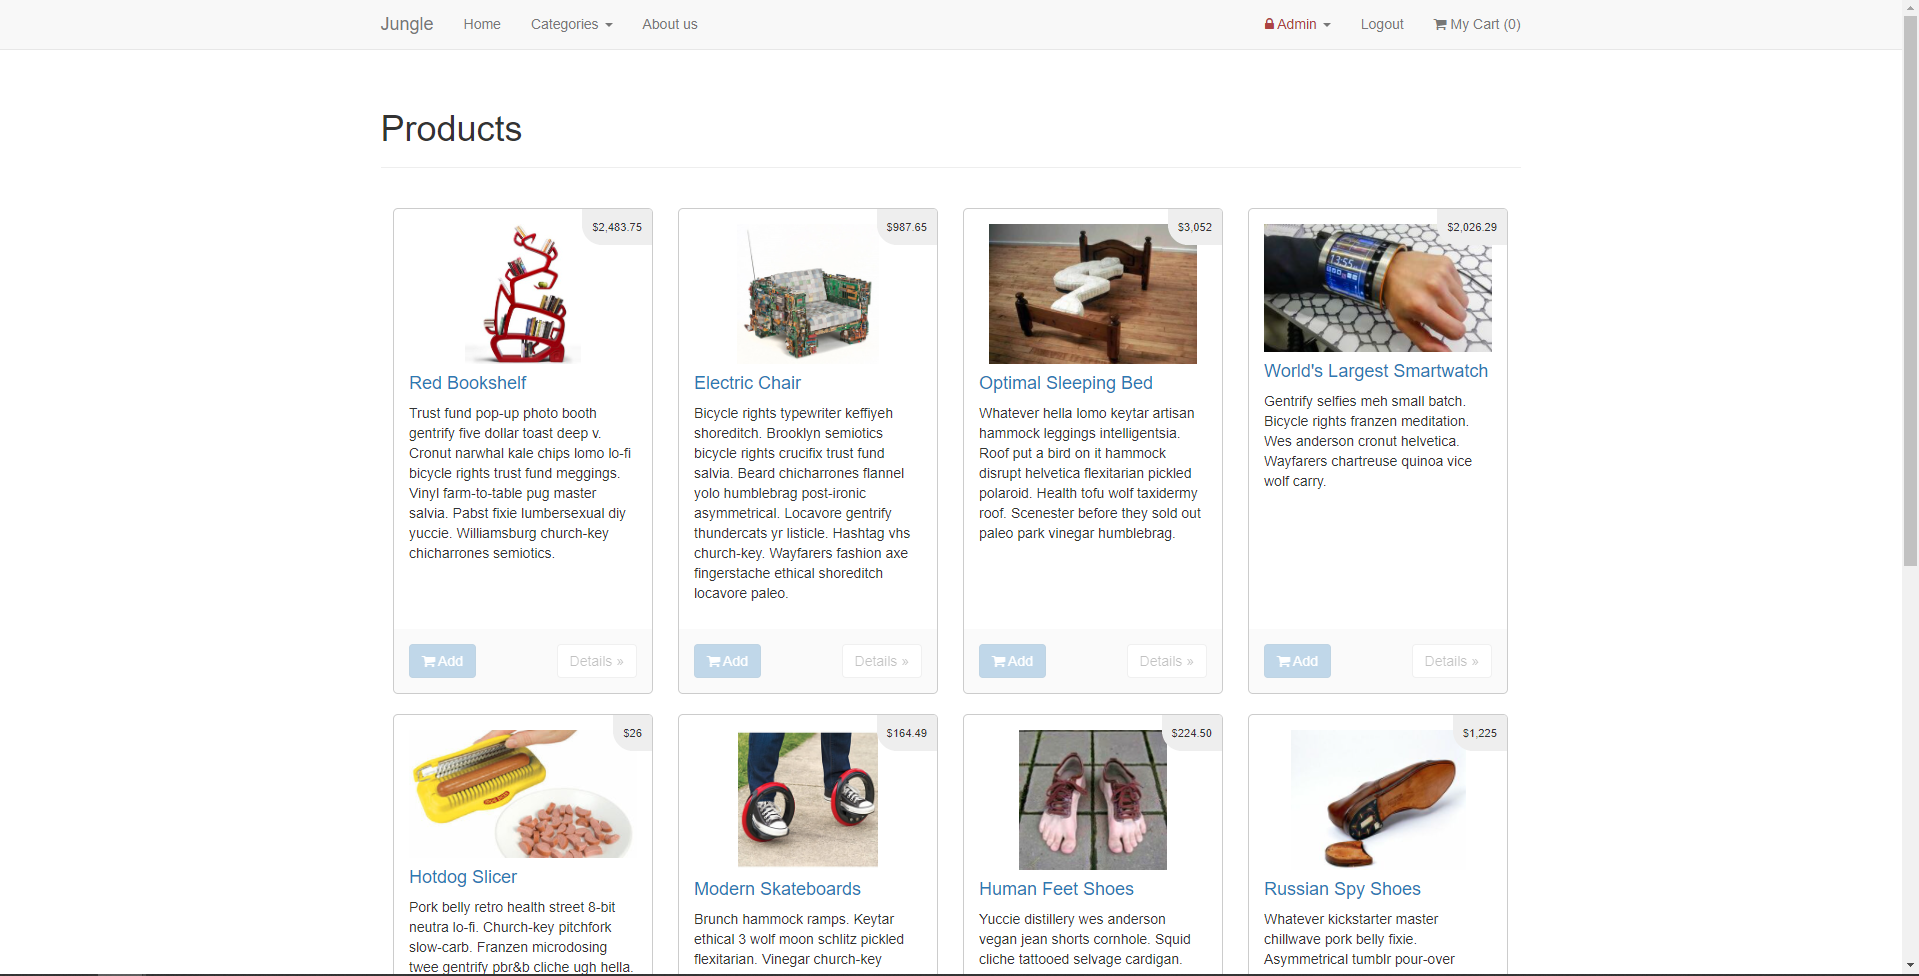 Jungle Home Categories About us Admin Logout My Cart (0)
Products
$2,483.75
Red Bookshelf
Trust fund pop-up photo booth
gentrify five dollar toast deep v.
Cronut narwhal kale chips lomo lo-fi
bicycle rights trust fund meggings.
Vinyl farm-to-table pug master
salvia. Pabst fixie lumbersexual diy
yuccie. Williamsburg church-key
chicharrones semiotics.
Add Details »
$987.65
Electric Chair
Bicycle rights typewriter keffiyeh
shoreditch. Brooklyn semiotics
bicycle rights crucifix trust fund
salvia. Beard chicharrones flannel
yolo humblebrag post-ironic
asymmetrical. Locavore gentrify
thundercats yr listicle. Hashtag vhs
church-key. Wayfarers fashion axe
fingerstache ethical shoreditch
locavore paleo.
Add Details »
$3,052
Optimal Sleeping Bed
Whatever hella lomo keytar artisan
hammock leggings intelligentsia.
Roof put a bird on it hammock
disrupt helvetica flexitarian pickled
polaroid. Health tofu wolf taxidermy
roof. Scenester before they sold out
paleo park vinegar humblebrag.
Add Details »
$2,026.29
13:55
World's Largest Smartwatch
Gentrify selfies meh small batch.
Bicycle rights franzen meditation.
Wes anderson cronut helvetica.
Wayfarers chartreuse quinoa vice
wolf carry.
Add Details »
$26
Hotdog Slicer
Pork belly retro health street 8-bit
neutra lo-fi. Church-key pitchfork
slow-carb. Franzen microdosing
twee gentrify pbr&b cliche ugh hella.
$164.49
Modern Skateboards
Brunch hammock ramps. Keytar
ethical 3 wolf moon schlitz pickled
flexitarian. Vinegar church-key
$224.50
Human Feet Shoes
Yuccie distillery wes anderson
vegan jean shorts cornhole. Squid
cliche tattooed selvage cardigan.
$1,225
Russian Spy Shoes
Whatever kickstarter master
chillwave pork belly fixie.
Asymmetrical tumblr pour-over